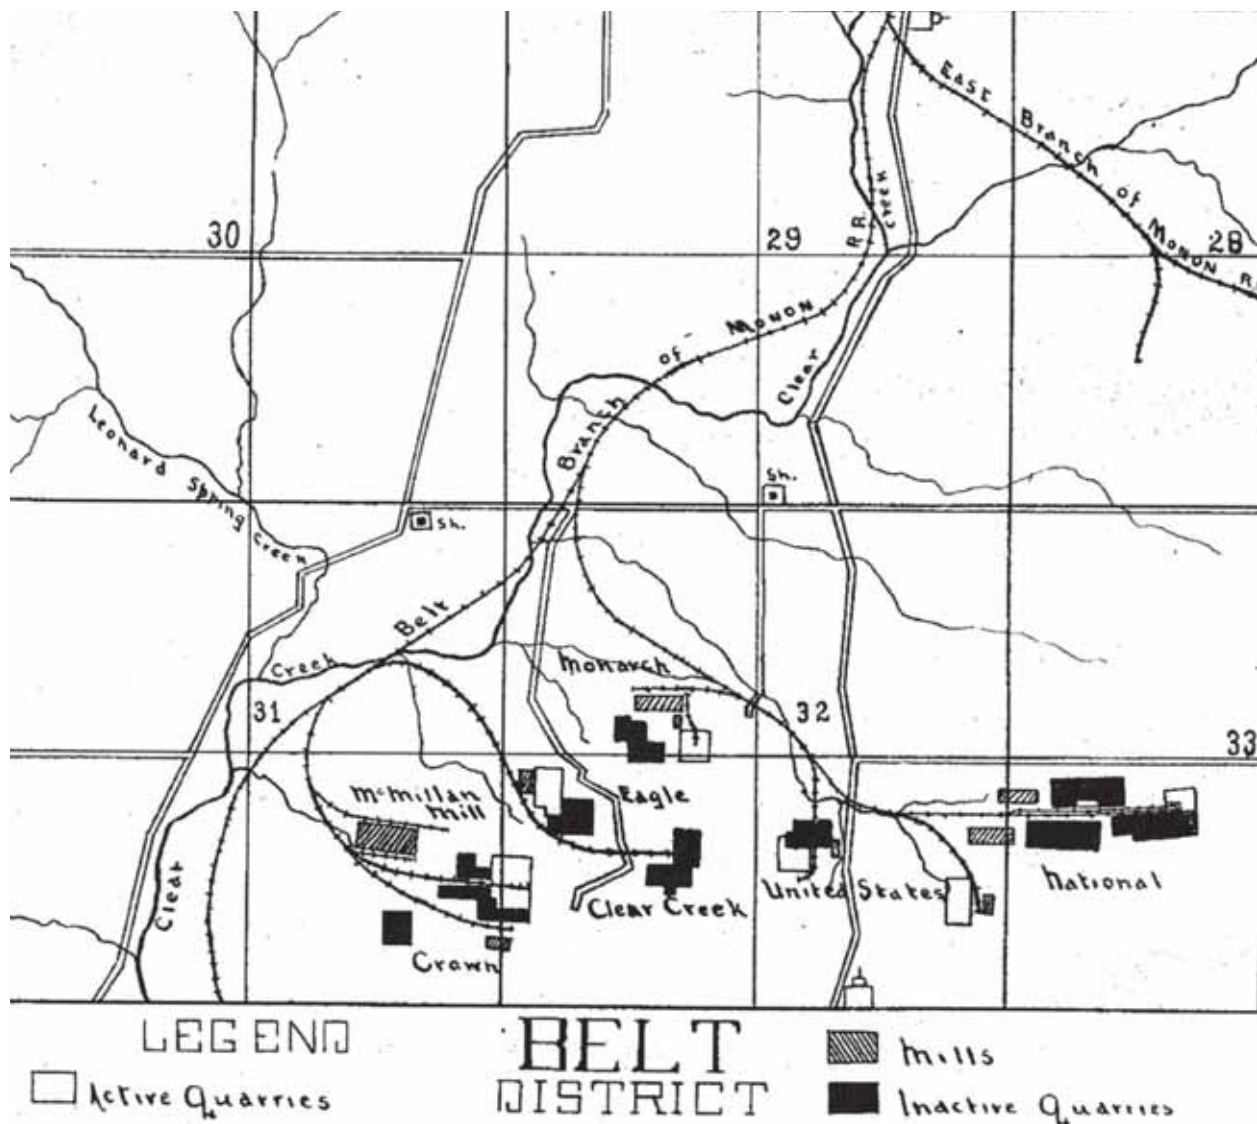 East Branch of Monon R.
30
29
28
R.R.
Creek
Belt Branch of Monon
Clear
Leonard Spring Creek
Sh.
Sh.
Creek
Monarch
31
32
33
McMillan
Mill
Eagle
Clear
United States
National
Clear Creek
Crown
LEGEND
BELT
DISTRICT
Mills
Active Quarries
Inactive Quarries